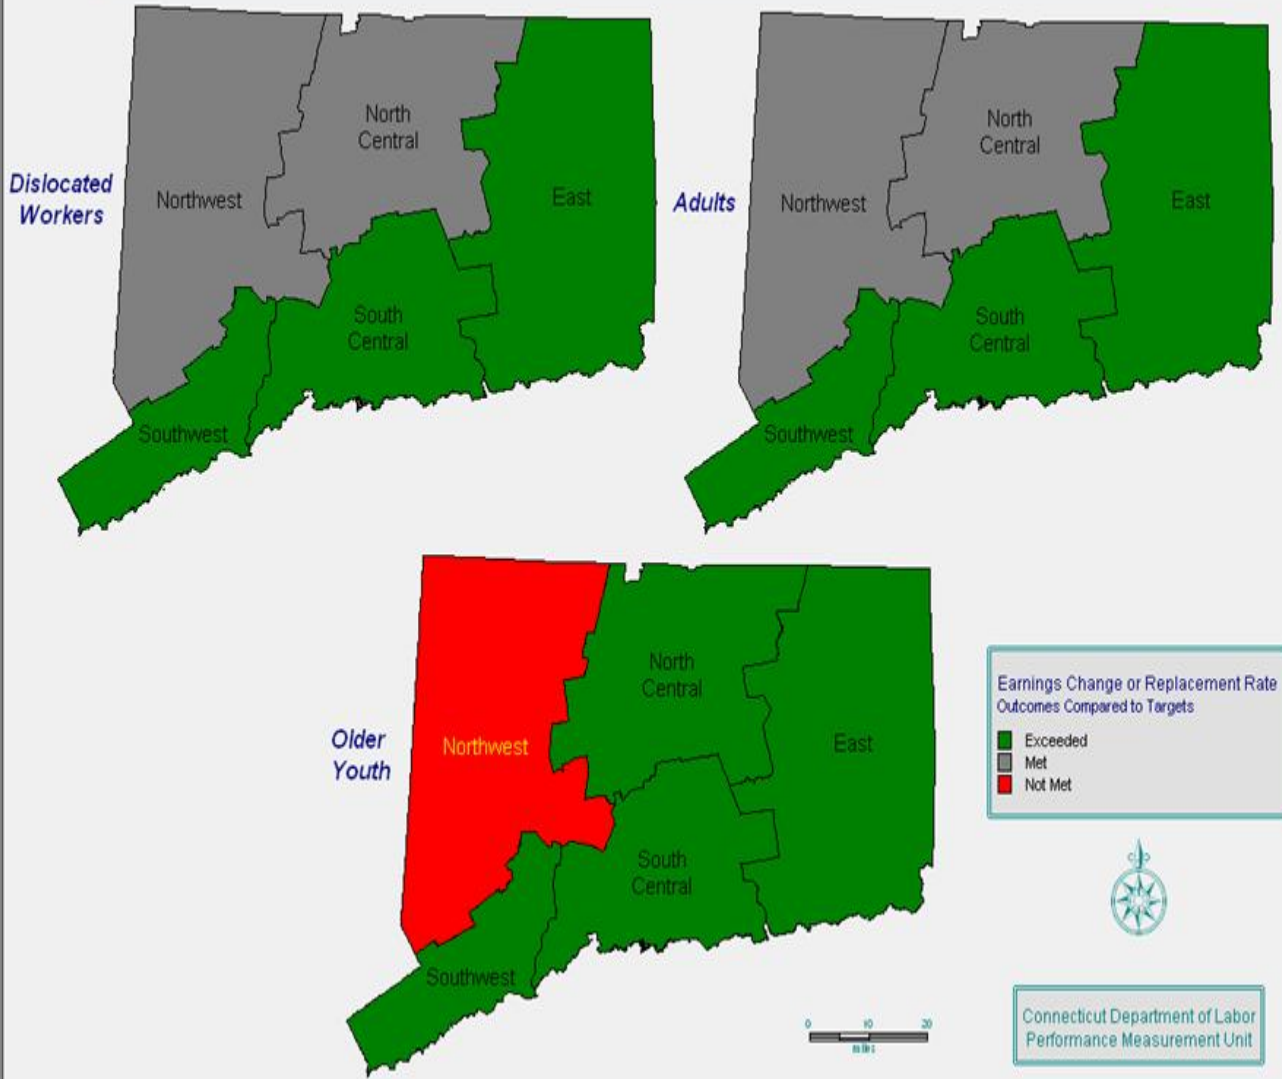 Dislocated
Workers
Northwest
North
Central
East
South
Central
Southwest
Adults
Northwest
North
Central
East
South
Central
Southwest
Older
Youth
Northwest
North
Central
East
South
Central
Southwest
Earnings Change or Replacement Rate
Outcomes Compared to Targets
Exceeded
Met
Not Met
0 10 20
miles
Connecticut Department of Labor
Performance Measurement Unit